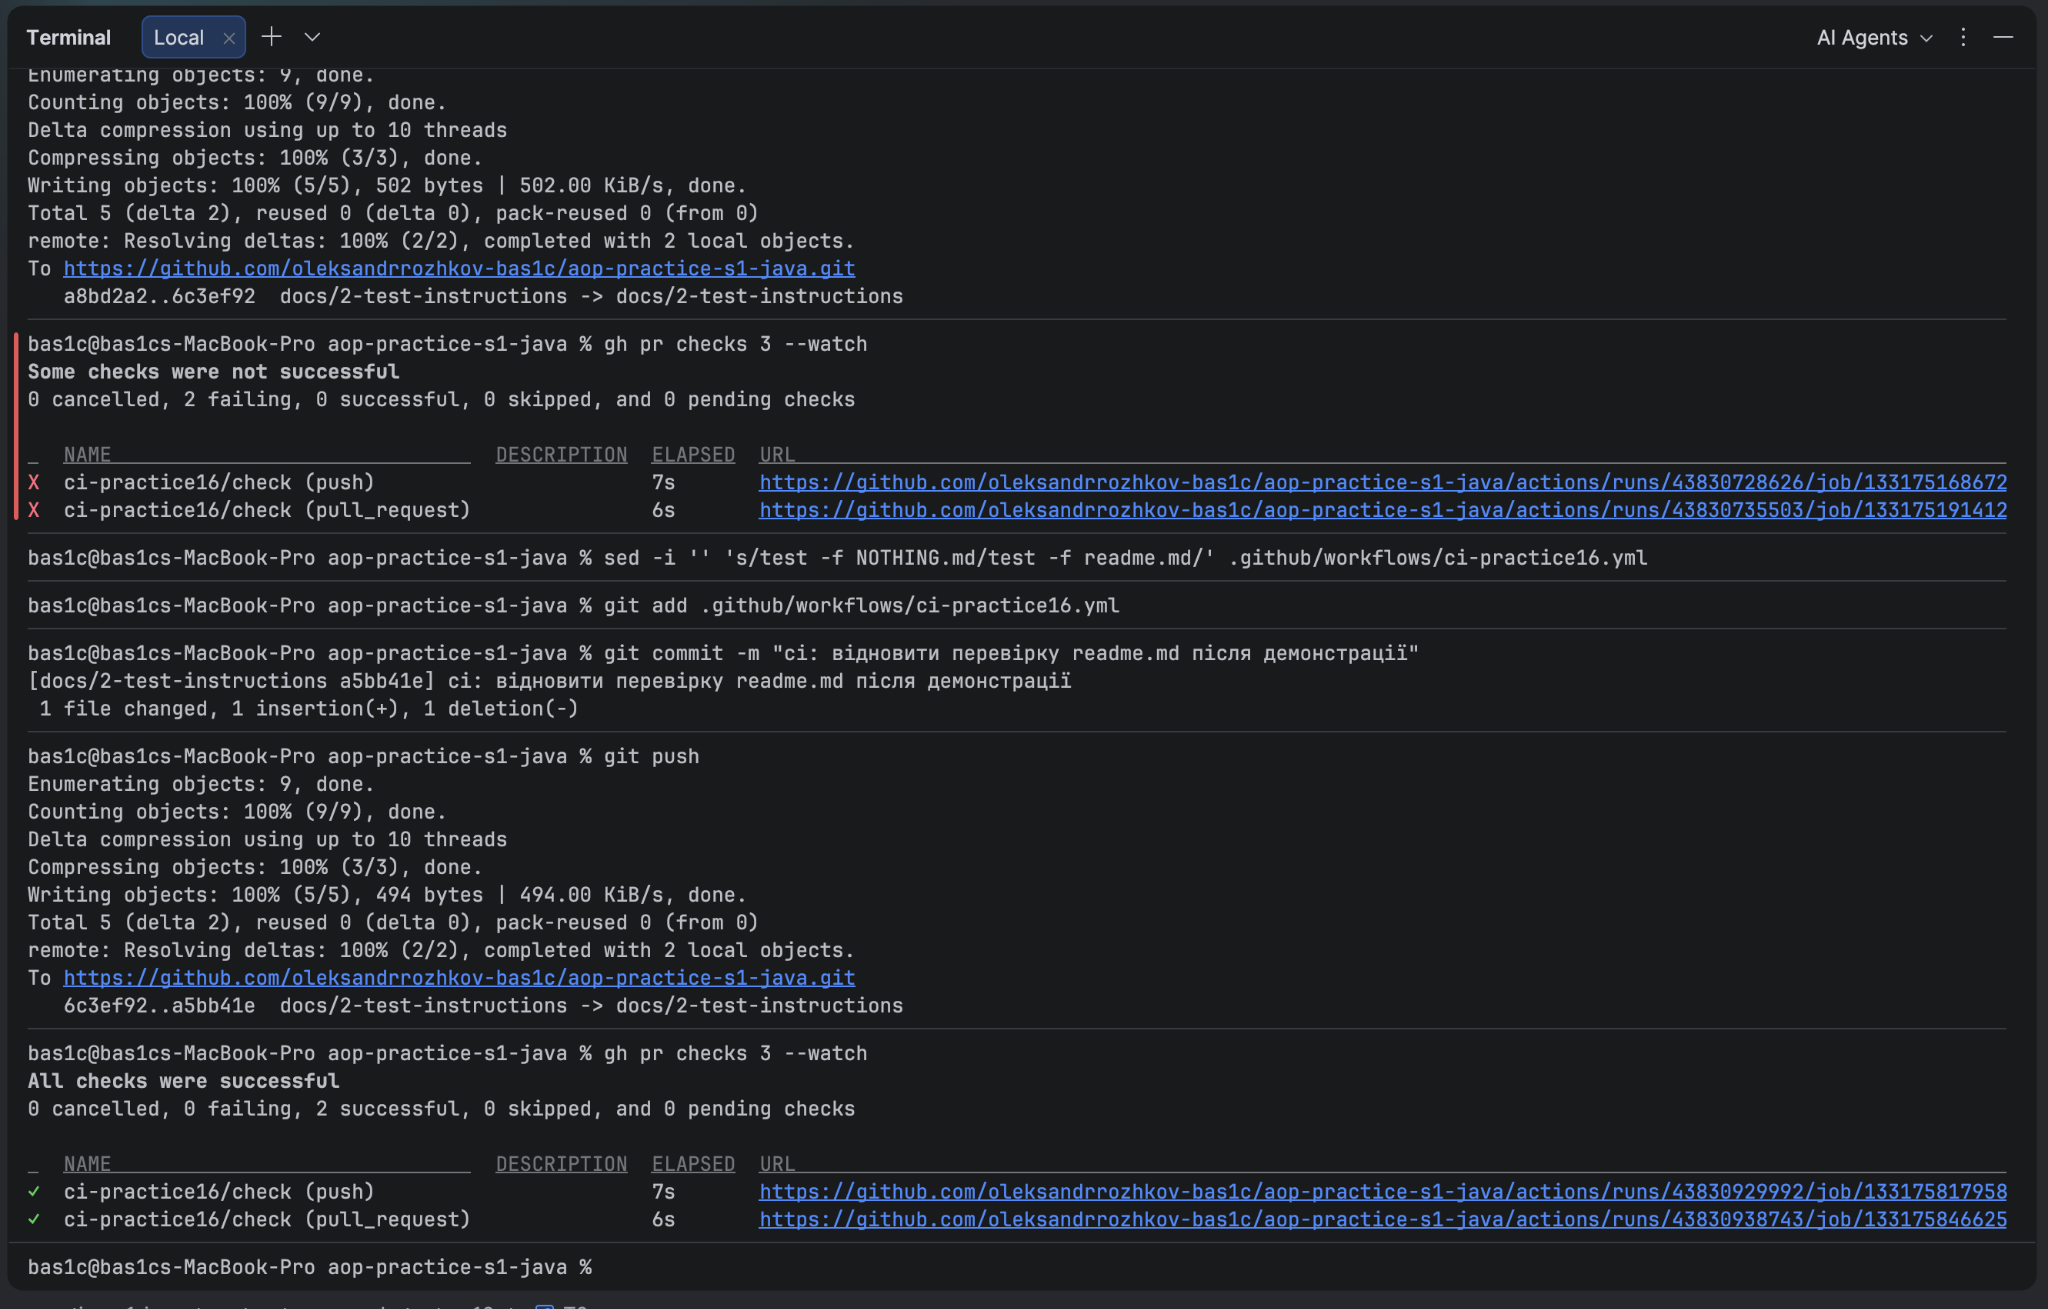 Terminal Local × + AI Agents
Enumerating objects: 9, done.
Counting objects: 100% (9/9), done.
Delta compression using up to 10 threads
Compressing objects: 100% (3/3), done.
Writing objects: 100% (5/5), 502 bytes | 502.00 KiB/s, done.
Total 5 (delta 2), reused 0 (delta 0), pack-reused 0 (from 0)
remote: Resolving deltas: 100% (2/2), completed with 2 local objects.
To https://github.com/oleksandrrozhkov-bas1c/aop-practice-s1-java.git
a8bd2a2..6c3ef92 docs/2-test-instructions -> docs/2-test-instructions
bas1c@bas1cs-MacBook-Pro aop-practice-s1-java % gh pr checks 3 --watch
Some checks were not successful
0 cancelled, 2 failing, 0 successful, 0 skipped, and 0 pending checks
NAME DESCRIPTION ELAPSED URL
X ci-practice16/check (push) 7s https://github.com/oleksandrrozhkov-bas1c/aop-practice-s1-java/actions/runs/43830728626/job/133175168672
X ci-practice16/check (pull_request) 6s https://github.com/oleksandrrozhkov-bas1c/aop-practice-s1-java/actions/runs/43830735503/job/133175191412
bas1c@bas1cs-MacBook-Pro aop-practice-s1-java % sed -i '' 's/test -f NOTHING.md/test -f readme.md/' .github/workflows/ci-practice16.yml
bas1c@bas1cs-MacBook-Pro aop-practice-s1-java % git add .github/workflows/ci-practice16.yml
bas1c@bas1cs-MacBook-Pro aop-practice-s1-java % git commit -m "ci: відновити перевірку readme.md після демонстрації"
[docs/2-test-instructions a5bb41e] ci: відновити перевірку readme.md після демонстрації
1 file changed, 1 insertion(+), 1 deletion(-)
bas1c@bas1cs-MacBook-Pro aop-practice-s1-java % git push
Enumerating objects: 9, done.
Counting objects: 100% (9/9), done.
Delta compression using up to 10 threads
Compressing objects: 100% (3/3), done.
Writing objects: 100% (5/5), 494 bytes | 494.00 KiB/s, done.
Total 5 (delta 2), reused 0 (delta 0), pack-reused 0 (from 0)
remote: Resolving deltas: 100% (2/2), completed with 2 local objects.
To https://github.com/oleksandrrozhkov-bas1c/aop-practice-s1-java.git
6c3ef92..a5bb41e docs/2-test-instructions -> docs/2-test-instructions
bas1c@bas1cs-MacBook-Pro aop-practice-s1-java % gh pr checks 3 --watch
All checks were successful
0 cancelled, 0 failing, 2 successful, 0 skipped, and 0 pending checks
NAME DESCRIPTION ELAPSED URL
✓ ci-practice16/check (push) 7s https://github.com/oleksandrrozhkov-bas1c/aop-practice-s1-java/actions/runs/43830929992/job/133175817958
✓ ci-practice16/check (pull_request) 6s https://github.com/oleksandrrozhkov-bas1c/aop-practice-s1-java/actions/runs/43830938743/job/133175846625
bas1c@bas1cs-MacBook-Pro aop-practice-s1-java %